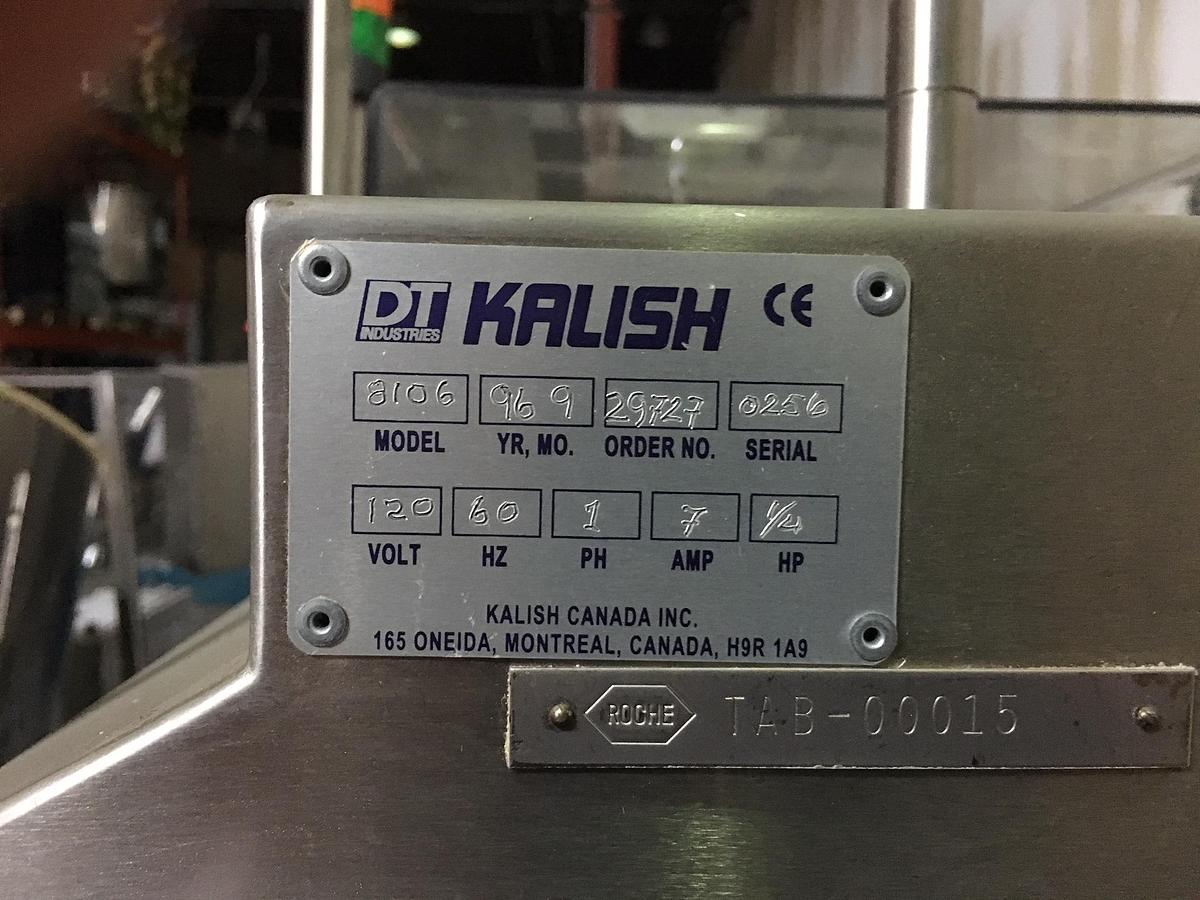 DT INDUSTRIES KALISH CE
8106 96 9 29727 0256
MODEL YR, MO. ORDER NO. SERIAL
120 60 1 7 1/4
VOLT HZ PH AMP HP
KALISH CANADA INC.
165 ONEIDA, MONTREAL, CANADA, H9R 1A9
ROCHE TAB-00015